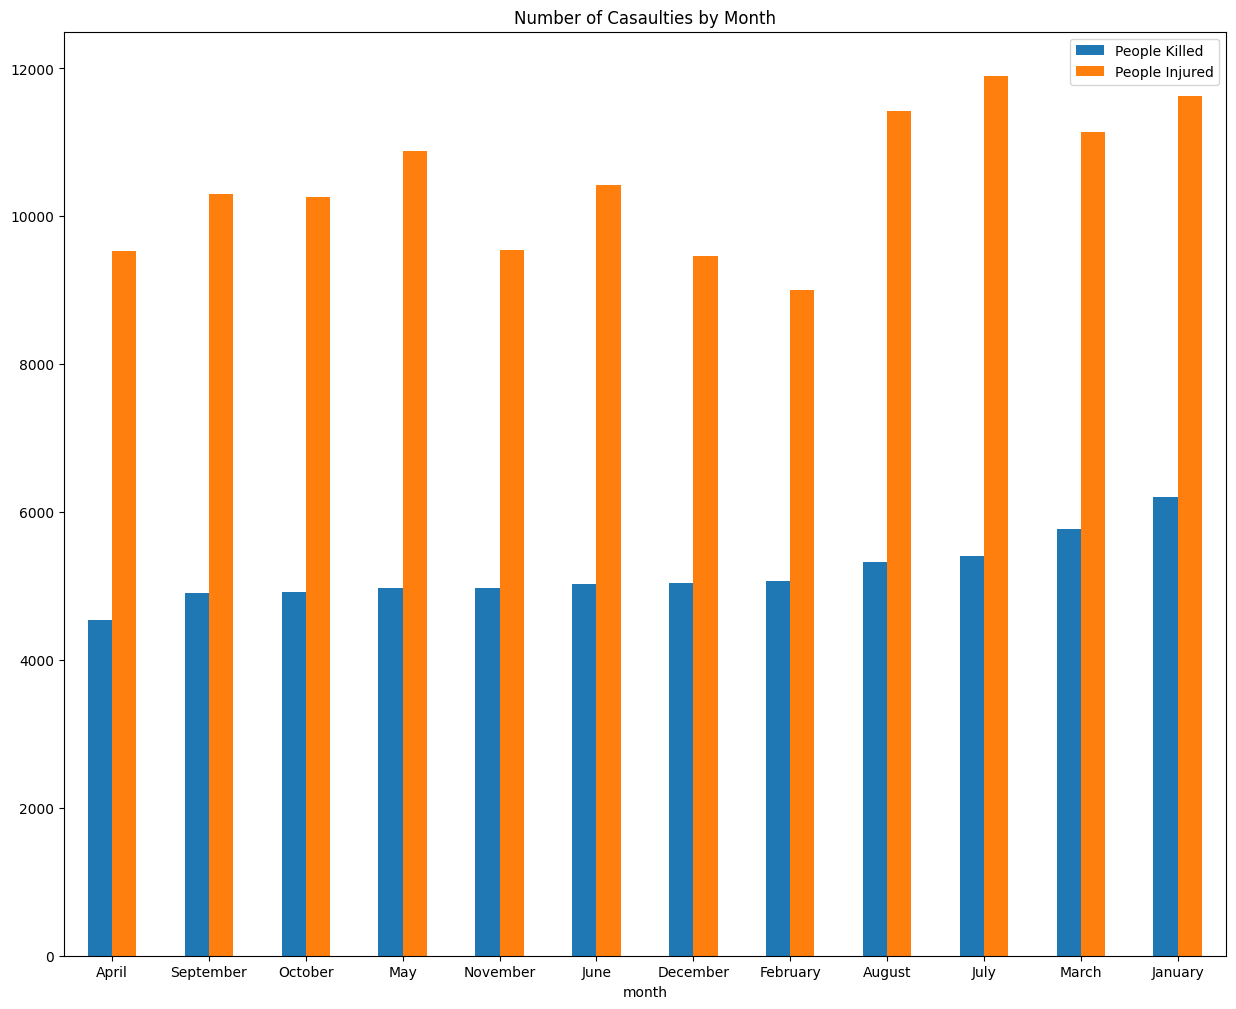 Number of Casaulties by Month
People Killed
People Injured
12000
10000
8000
6000
4000
2000
0
April September October May November June December February August July March January
month